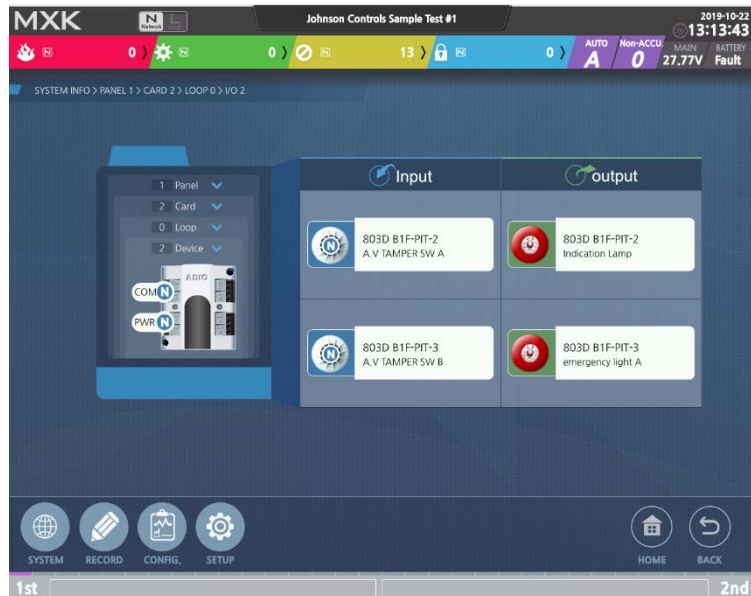 MXK
N L
Network Local
Johnson Controls Sample Test #1
2019-10-22
13:13:43
N 0
N 0
N 13
N 0
AUTO
A
Non-ACCU.
0
MAIN
27,77V
BATTERY
Fault
SYSTEM INFO > PANEL 1 > CARD 2 > LOOP 0 > I/O 2
1 Panel
2 Card
0 Loop
2 Device
ADIO
COM N
PWR N
Input
output
N
803D B1F-PIT-2
A.V TAMPER SW A
803D B1F-PIT-2
Indication Lamp
N
803D B1F-PIT-3
A.V TAMPER SW B
803D B1F-PIT-3
emergency light A
SYSTEM
RECORD
CONFIG.
SETUP
HOME
BACK
1st
2nd